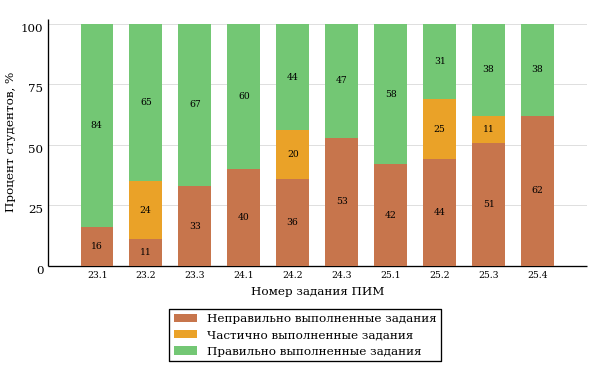 100
75
50
25
0
Процент студентов, %
84 65 67 60 44 47 58 31 38 38
24 20 25 11
16 11 33 40 36 53 42 44 51 62
23.1 23.2 23.3 24.1 24.2 24.3 25.1 25.2 25.3 25.4
Номер задания ПИМ
Неправильно выполненные задания
Частично выполненные задания
Правильно выполненные задания